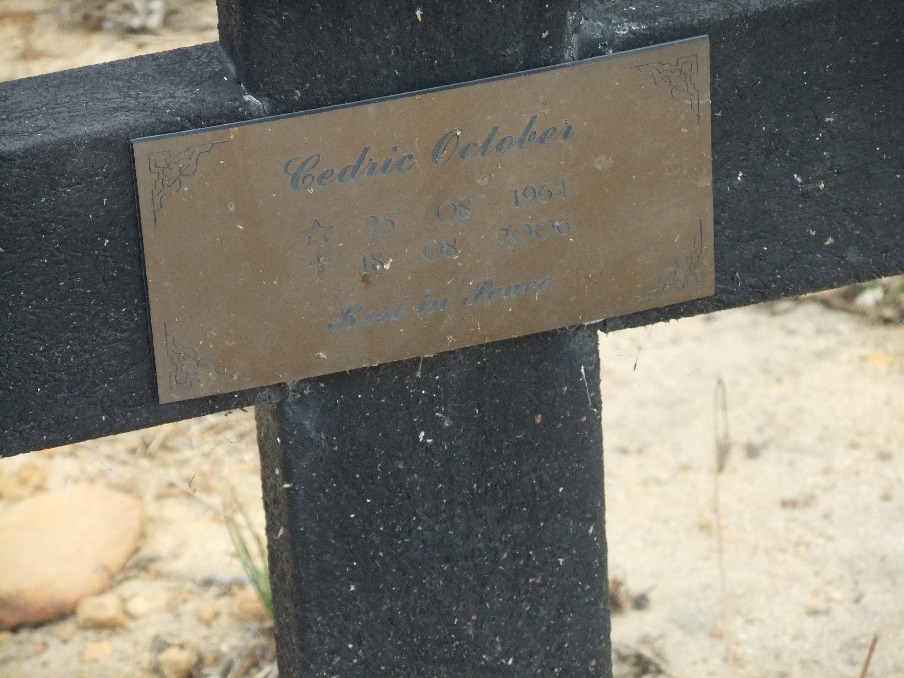 Cedric October
☆ 25 - 08 - 1964
✝ 18 - 08 - 2006
Rest in Peace